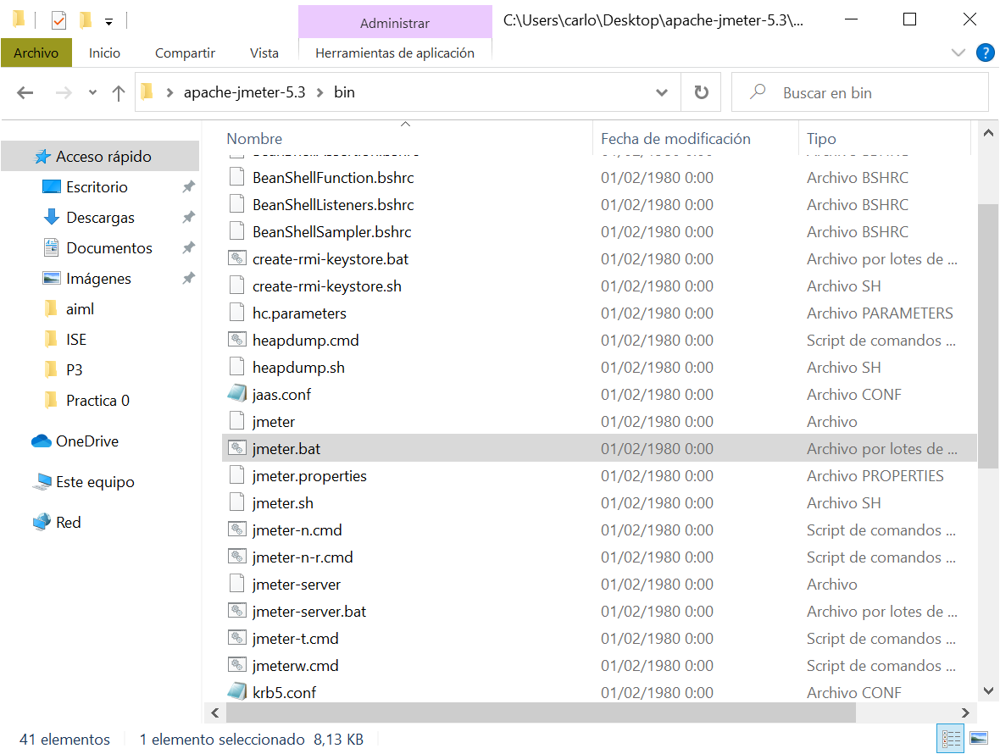 Administrar
C:\Users\carlo\Desktop\apache-jmeter-5.3\...
Archivo Inicio Compartir Vista Herramientas de aplicación
?
apache-jmeter-5.3 bin
Buscar en bin
Nombre Fecha de modificación Tipo
Acceso rápido
Escritorio
Descargas
Documentos
Imágenes
aiml
ISE
P3
Practica 0
OneDrive
Este equipo
Red
BeanShellFunction.bshrc 01/02/1980 0:00 Archivo BSHRC
BeanShellListeners.bshrc 01/02/1980 0:00 Archivo BSHRC
BeanShellSampler.bshrc 01/02/1980 0:00 Archivo BSHRC
create-rmi-keystore.bat 01/02/1980 0:00 Archivo por lotes de ...
create-rmi-keystore.sh 01/02/1980 0:00 Archivo SH
hc.parameters 01/02/1980 0:00 Archivo PARAMETERS
heapdump.cmd 01/02/1980 0:00 Script de comandos ...
heapdump.sh 01/02/1980 0:00 Archivo SH
jaas.conf 01/02/1980 0:00 Archivo CONF
jmeter 01/02/1980 0:00 Archivo
jmeter.bat 01/02/1980 0:00 Archivo por lotes de ...
jmeter.properties 01/02/1980 0:00 Archivo PROPERTIES
jmeter.sh 01/02/1980 0:00 Archivo SH
jmeter-n.cmd 01/02/1980 0:00 Script de comandos ...
jmeter-n-r.cmd 01/02/1980 0:00 Script de comandos ...
jmeter-server 01/02/1980 0:00 Archivo
jmeter-server.bat 01/02/1980 0:00 Archivo por lotes de ...
jmeter-t.cmd 01/02/1980 0:00 Script de comandos ...
jmeterw.cmd 01/02/1980 0:00 Script de comandos ...
krb5.conf 01/02/1980 0:00 Archivo CONF
41 elementos 1 elemento seleccionado 8,13 KB